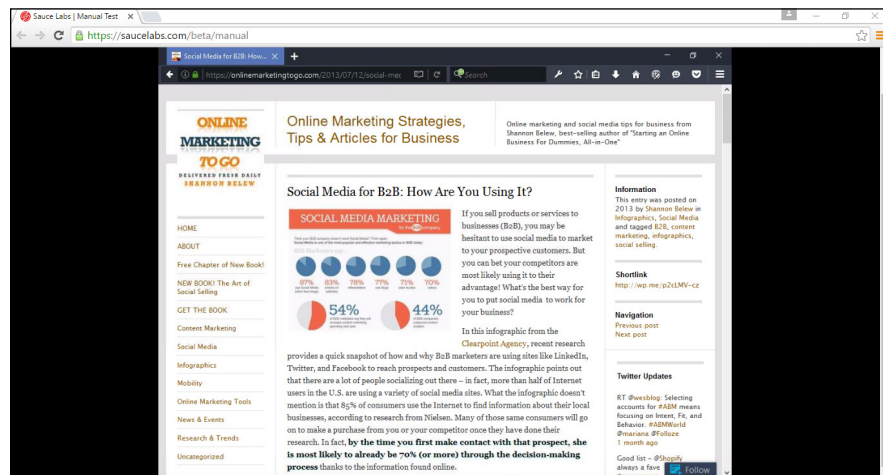 Sauce Labs | Manual Test
https://saucelabs.com/beta/manual
Social Media for B2B: How...
https://onlinemarketingtogo.com/2013/07/12/social-mec
Search
ONLINE
MARKETING
TO GO
DELIVERED FRESH DAILY
SHANNON BELEW
Online Marketing Strategies,
Tips & Articles for Business
Online marketing and social media tips for business from
Shannon Belew, best-selling author of "Starting an Online
Business For Dummies, All-in-One"
HOME
ABOUT
Free Chapter of New Book!
NEW BOOK! The Art of
Social Selling
GET THE BOOK
Content Marketing
Social Media
Infographics
Mobility
Online Marketing Tools
News & Events
Research & Trends
Uncategorized
Social Media for B2B: How Are You Using It?
SOCIAL MEDIA MARKETING
for the B2B company
87%
83%
78%
77%
71%
70%
54%
44%
If you sell products or services to
businesses (B2B), you may be
hesitant to use social media to market
to your prospective customers. But
you can bet your competitors are
most likely using it to their
advantage! What's the best way for
you to put social media to work for
your business?
In this infographic from the
Clearpoint Agency, recent research
provides a quick snapshot of how and why B2B marketers are using sites like LinkedIn,
Twitter, and Facebook to reach prospects and customers. The infographic points out
that there are a lot of people socializing out there – in fact, more than half of Internet
users in the U.S. are using a variety of social media sites. What the infographic doesn't
mention is that 85% of consumers use the Internet to find information about their local
businesses, according to research from Nielsen. Many of those same consumers will go
on to make a purchase from you or your competitor once they have done their
research. In fact, by the time you first make contact with that prospect, she
is most likely to already be 70% (or more) through the decision-making
process thanks to the information found online.
Information
This entry was posted on
2013 by Shannon Belew in
Infographics, Social Media
and tagged B2B, content
marketing, infographics,
social selling.
Shortlink
http://wp.me/p2cLMV-cz
Navigation
Previous post
Next post
Twitter Updates
RT @wesblog: Selecting
accounts for #ABM means
focusing on Intent, Fit, and
Behavior. #ABMWorld
@mariana @Folloze
1 month ago
Good list – @Shopify
always a fave
Follow